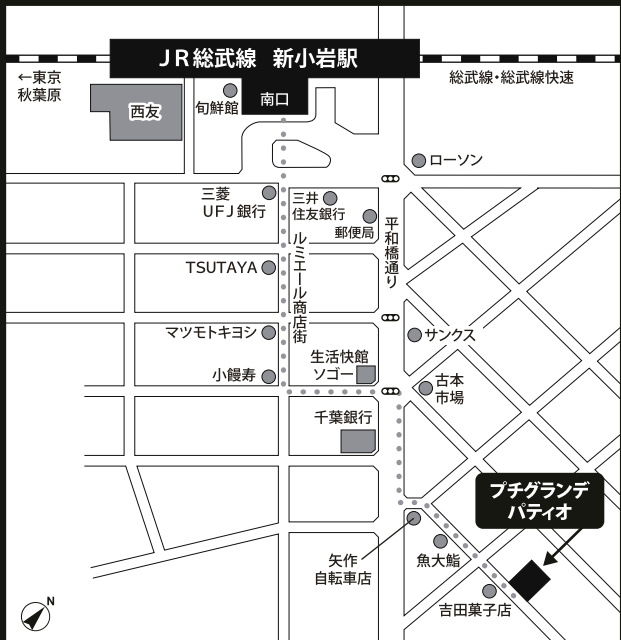 JR総武線 新小岩駅
←東京
秋葉原
総武線・総武線快速
西友
旬鮮館
南口
ローソン
三菱
UFJ銀行
三井
住友銀行
郵便局
平和橋通り
ルミエール商店街
TSUTAYA
マツモトキヨシ
サンクス
生活快館
ソゴー
小饅寿
古本
市場
千葉銀行
プチグランデ
パティオ
矢作
自転車店
魚大鮨
吉田菓子店
N